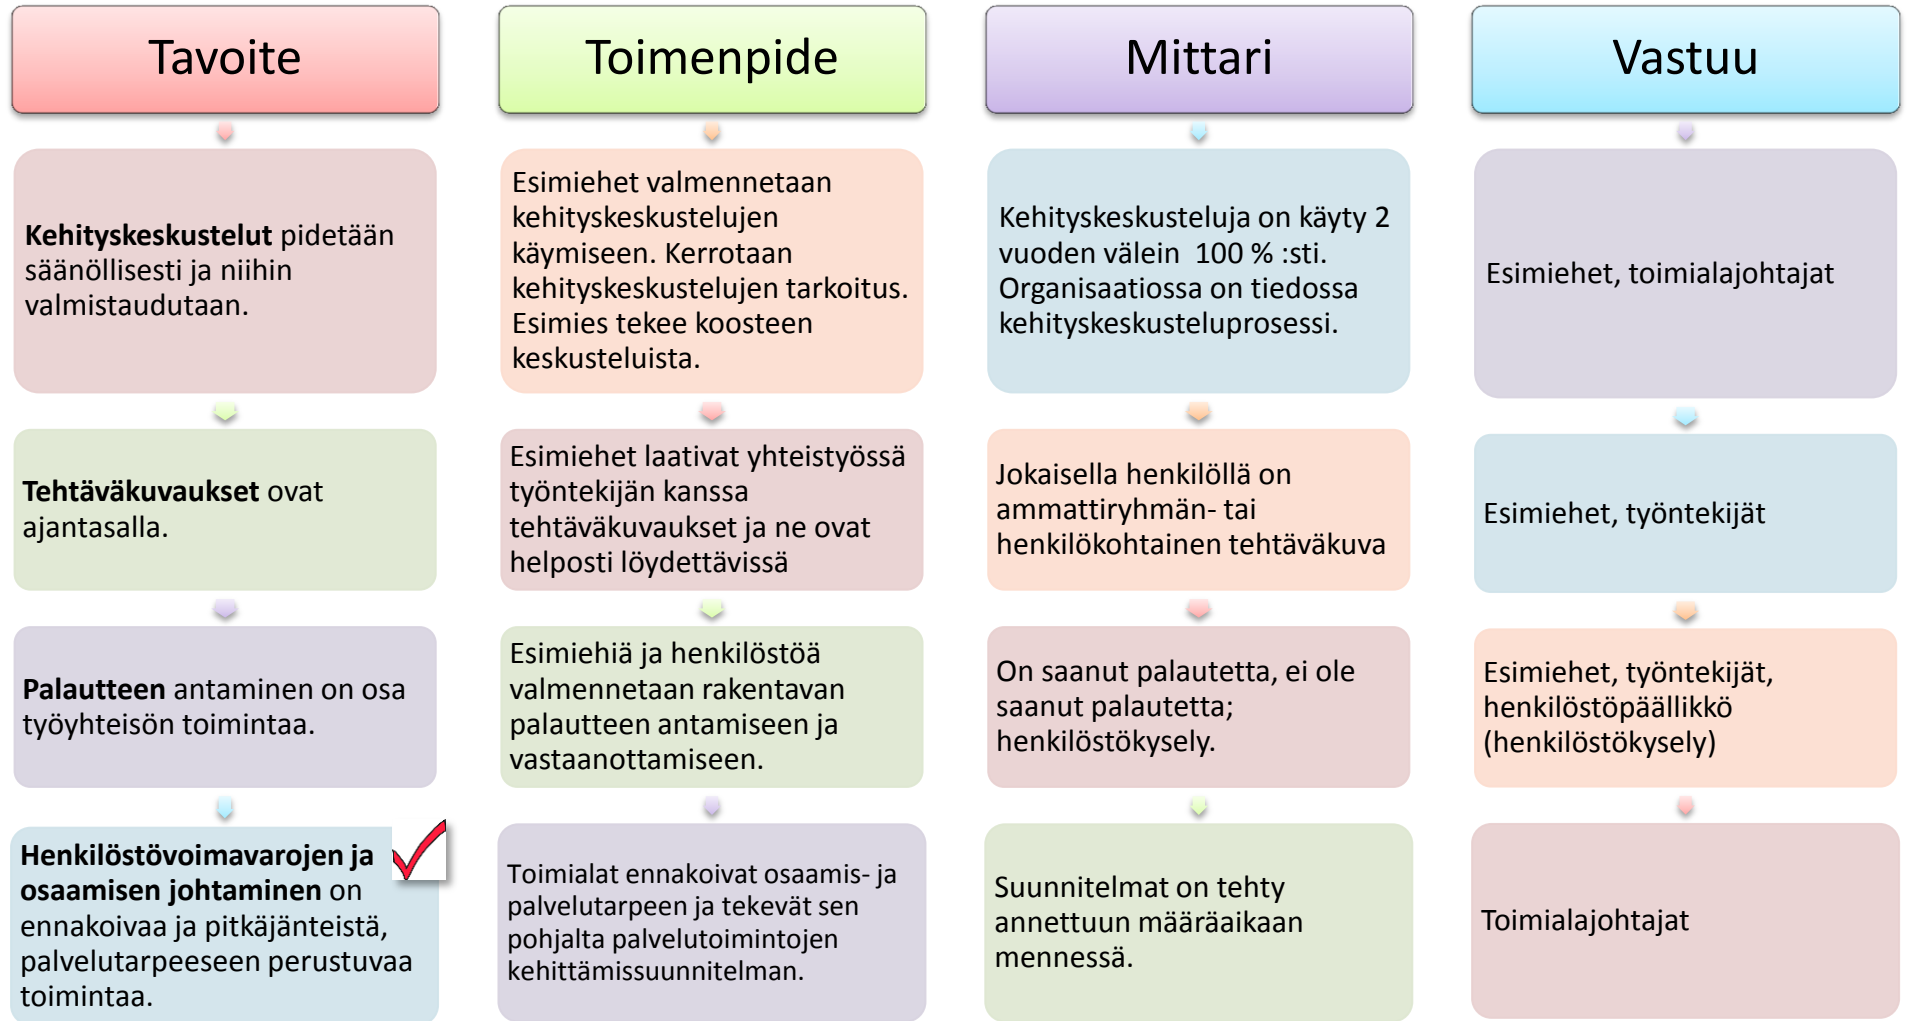 Tavoite
Kehityskeskustelut pidetään
säänöllisesti ja niihin
valmistaudutaan.
Tehtäväkuvaukset ovat
ajantasalla.
Palautteen antaminen on osa
työyhteisön toimintaa.
Henkilöstövoimavarojen ja
osaamisen johtaminen on
ennakoivaa ja pitkäjänteistä,
palvelutarpeeseen perustuvaa
toimintaa.
Toimenpide
Esimiehet valmennetaan
kehityskeskustelujen
käymiseen. Kerrotaan
kehityskeskustelujen tarkoitus.
Esimies tekee koosteen
keskusteluista.
Esimiehet laativat yhteistyössä
työntekijän kanssa
tehtäväkuvaukset ja ne ovat
helposti löydettävissä
Esimiehiä ja henkilöstöä
valmennetaan rakentavan
palautteen antamiseen ja
vastaanottamiseen.
Toimialat ennakoivat osaamis- ja
palvelutarpeen ja tekevät sen
pohjalta palvelutoimintojen
kehittämissuunnitelman.
Mittari
Kehityskeskusteluja on käyty 2
vuoden välein 100 % :sti.
Organisaatiossa on tiedossa
kehityskeskusteluprosessi.
Jokaisella henkilöllä on
ammattiryhmän- tai
henkilökohtainen tehtäväkuva
On saanut palautetta, ei ole
saanut palautetta;
henkilöstökysely.
Suunnitelmat on tehty
annettuun määräaikaan
mennessä.
Vastuu
Esimiehet, toimialajohtajat
Esimiehet, työntekijät
Esimiehet, työntekijät,
henkilöstöpäällikkö
(henkilöstökysely)
Toimialajohtajat